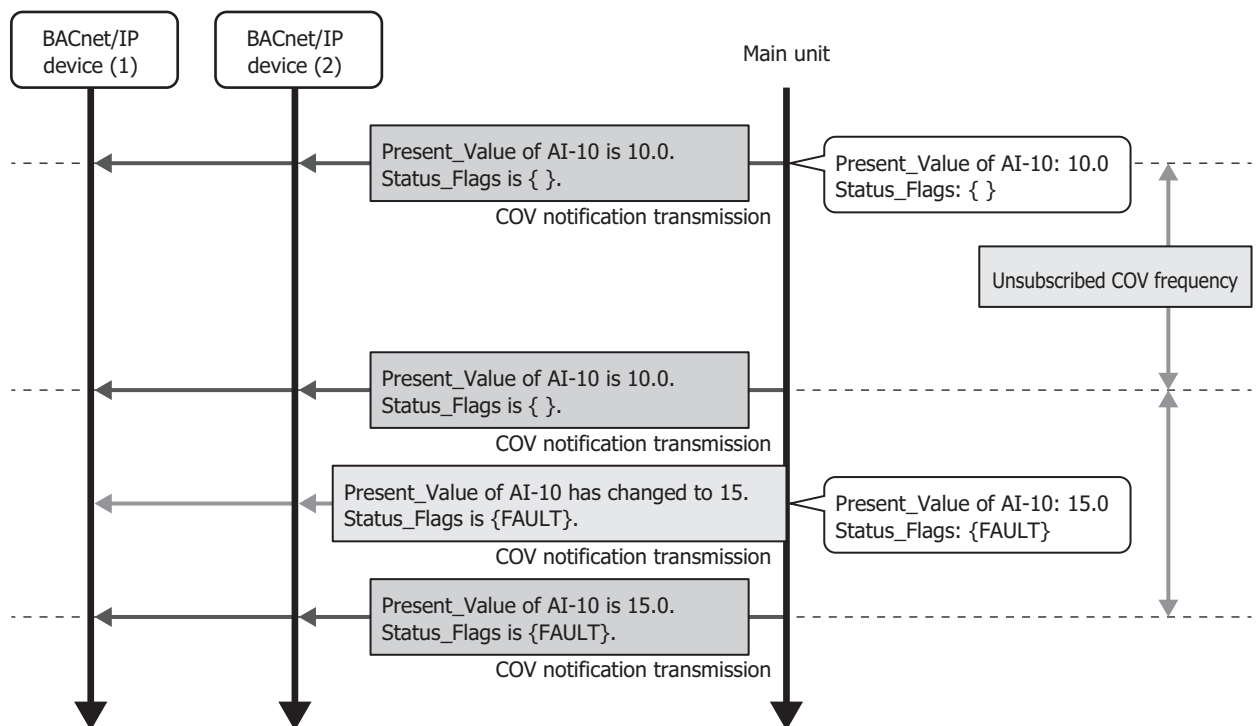 BACnet/IP
device (1)
BACnet/IP
device (2)
Main unit
Present_Value of AI-10 is 10.0.
Status_Flags is { }.
COV notification transmission
Present_Value of AI-10: 10.0
Status_Flags: { }
Unsubscribed COV frequency
Present_Value of AI-10 is 10.0.
Status_Flags is { }.
COV notification transmission
Present_Value of AI-10 has changed to 15.
Status_Flags is {FAULT}.
COV notification transmission
Present_Value of AI-10: 15.0
Status_Flags: {FAULT}
Present_Value of AI-10 is 15.0.
Status_Flags is {FAULT}.
COV notification transmission